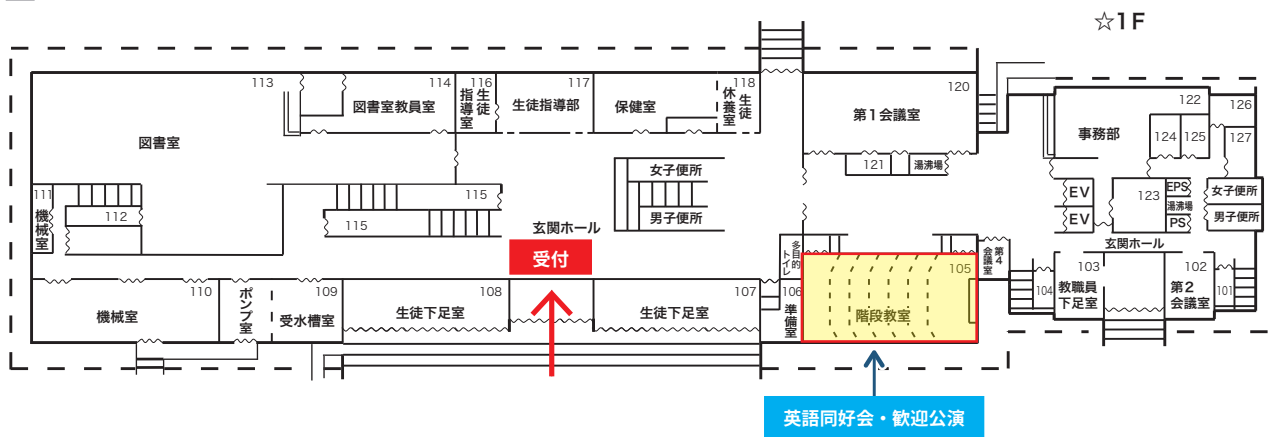 ☆1F
113
114
116
117
118
120
122
126
図書室
図書室教員室
生徒
指導室
生徒指導部
保健室
生徒
休養室
第1会議室
事務部
124
125
127
121
湯沸場
111
機械室
112
115
115
女子便所
男子便所
玄関ホール
受付
EV
EV
123
EPS
湯沸場
PS
女子便所
男子便所
玄関ホール
多目的
トイレ
第4
会議室
110
機械室
ポンプ室
109
受水槽室
108
生徒下足室
107
生徒下足室
106
準備室
105
階段教室
104
103
教職員
下足室
102
第2
会議室
101
英語同好会・歓迎公演